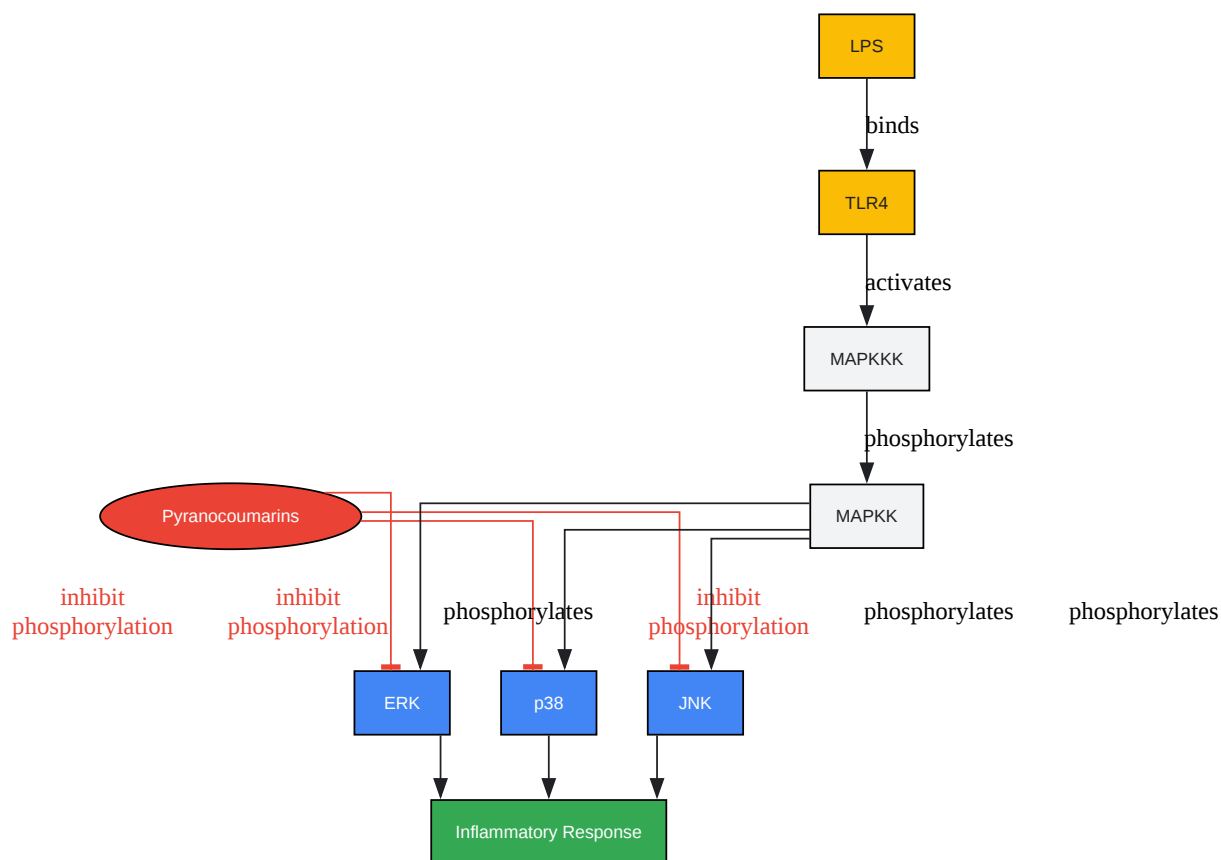 LPS
binds
TLR4
activates
MAPKKK
phosphorylates
Pyranocoumarins
MAPKK
inhibit
phosphorylation
inhibit
phosphorylation
phosphorylates
inhibit
phosphorylation
phosphorylates
phosphorylates
ERK
p38
JNK
Inflammatory Response